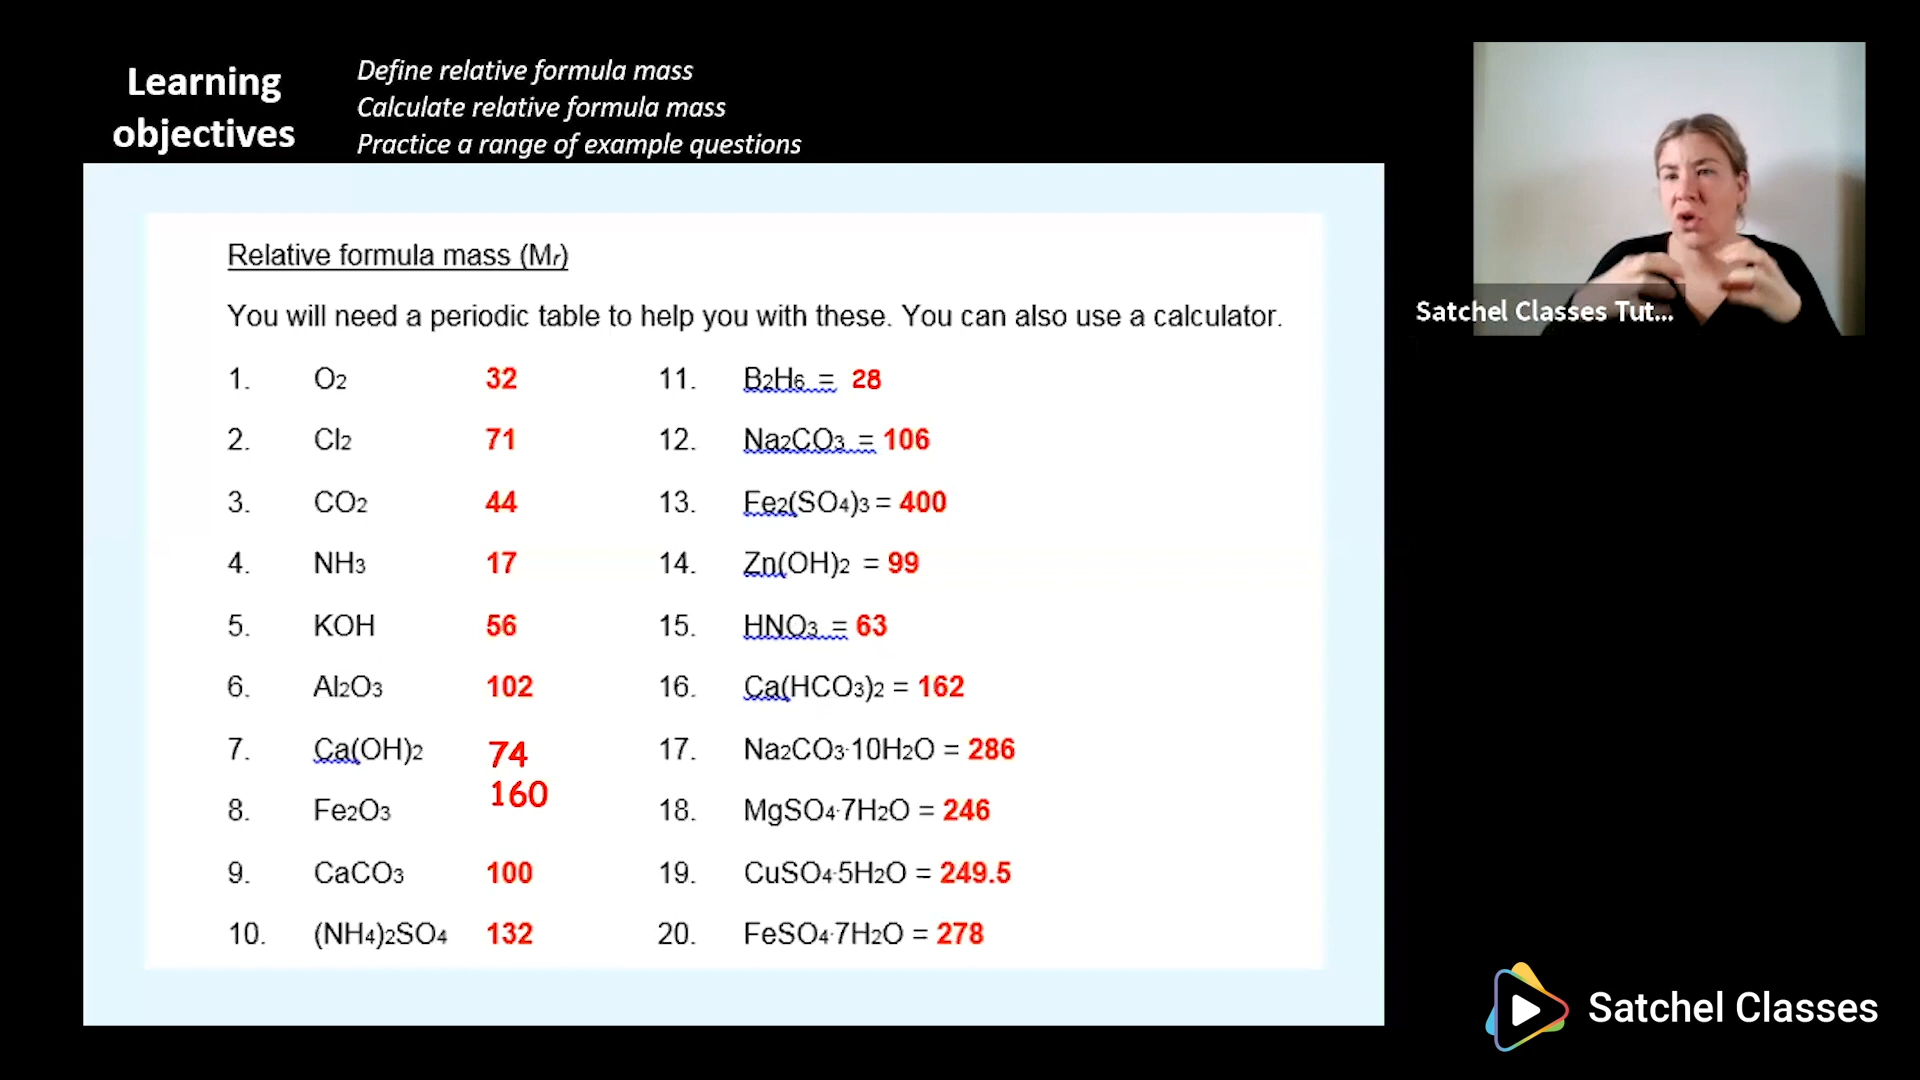 Learning
objectives
Define relative formula mass
Calculate relative formula mass
Practice a range of example questions
Relative formula mass (Mr)
You will need a periodic table to help you with these. You can also use a calculator.
1. O2 32
2. Cl2 71
3. CO2 44
4. NH3 17
5. KOH 56
6. Al2O3 102
7. Ca(OH)2 74
8. Fe2O3 160
9. CaCO3 100
10. (NH4)2SO4 132
11. B2H6 = 28
12. Na2CO3 = 106
13. Fe2(SO4)3 = 400
14. Zn(OH)2 = 99
15. HNO3 = 63
16. Ca(HCO3)2 = 162
17. Na2CO3·10H2O = 286
18. MgSO4·7H2O = 246
19. CuSO4·5H2O = 249.5
20. FeSO4·7H2O = 278
Satchel Classes Tut...
Satchel Classes